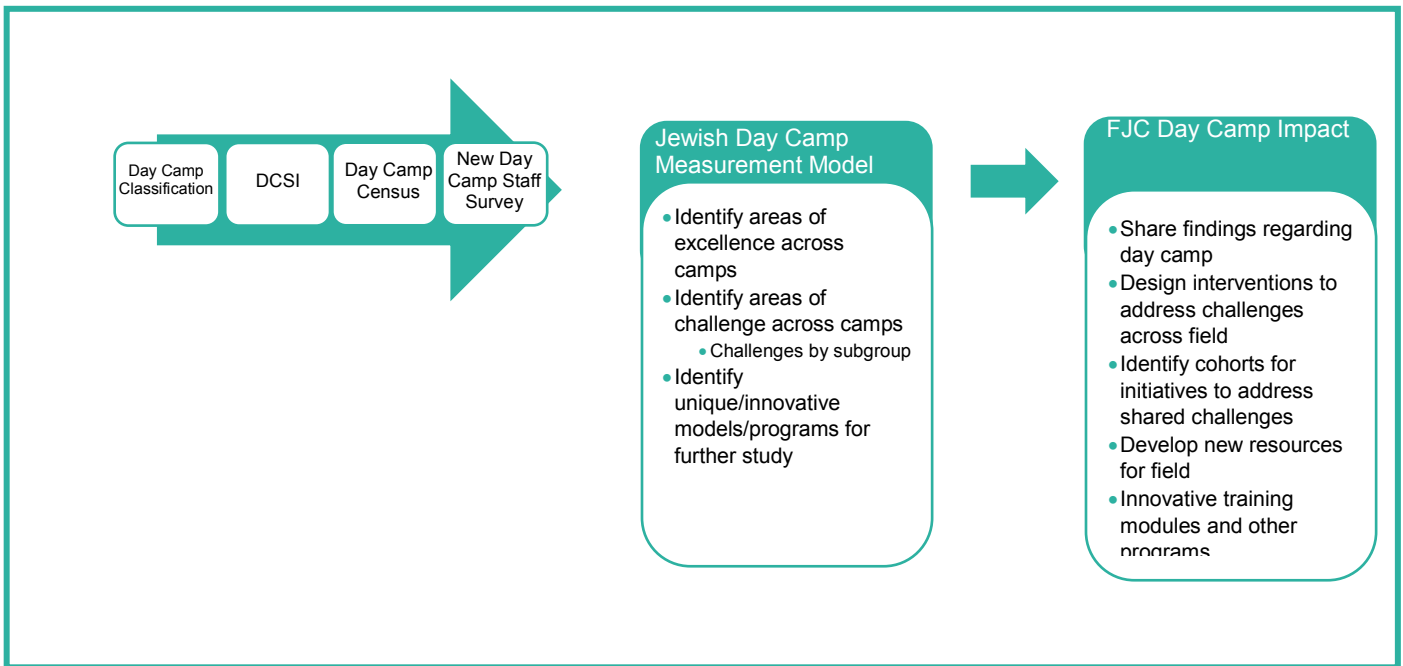 Day Camp
Classification
DCSI
Day Camp
Census
New Day
Camp Staff
Survey
Jewish Day Camp
Measurement Model
•Identify areas of
excellence across
camps
•Identify areas of
challenge across camps
•Challenges by subgroup
•Identify
unique/innovative
models/programs for
further study
FJC Day Camp Impact
•Share findings regarding
day camp
•Design interventions to
address challenges
across field
•Identify cohorts for
initiatives to address
shared challenges
•Develop new resources
for field
•Innovative training
modules and other
programs